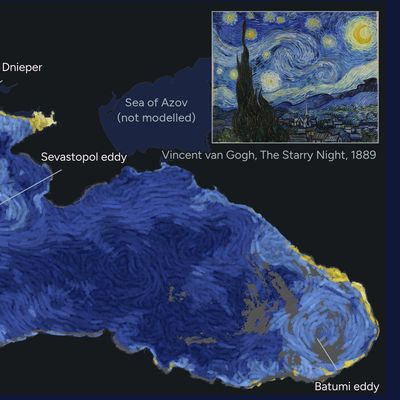 Dnieper
Sea of Azov
(not modelled)
Vincent van Gogh, The Starry Night, 1889
Sevastopol eddy
Batumi eddy